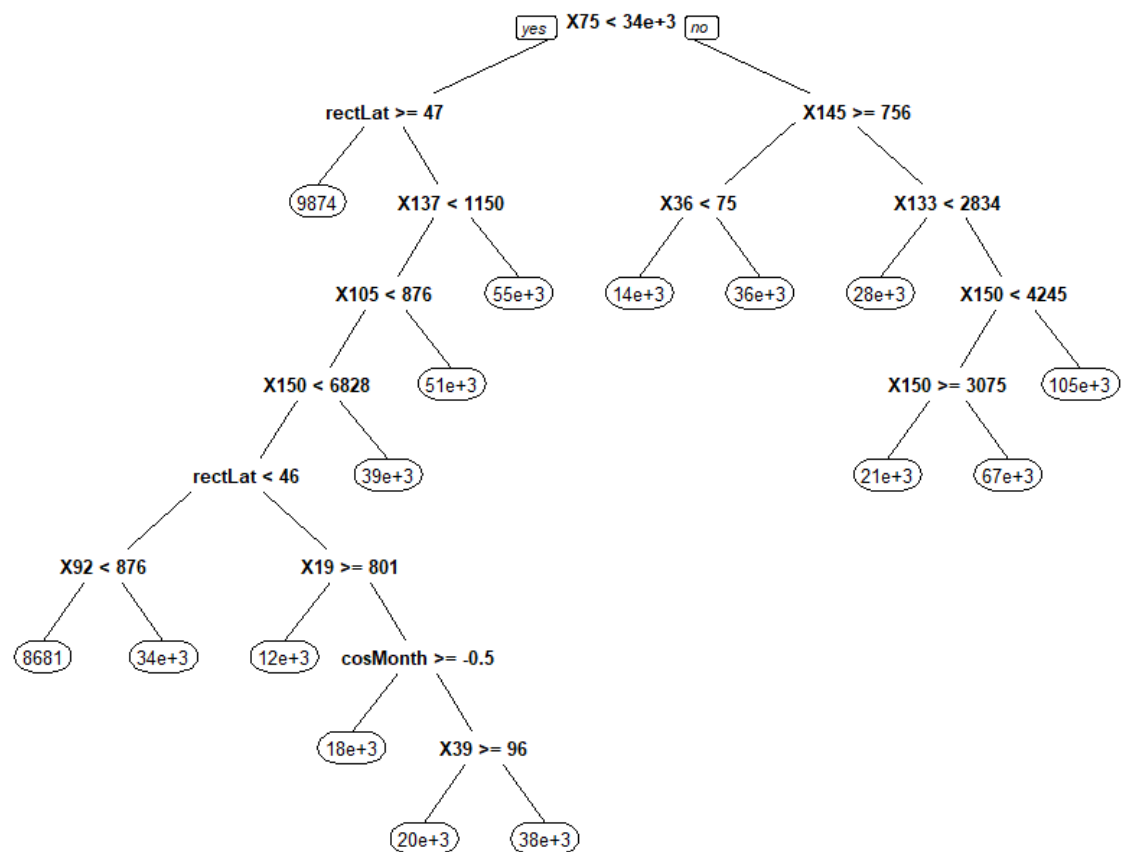 yes X75 < 34e+3 no
rectLat >= 47 X145 >= 756
9874 X137 < 1150 X36 < 75 X133 < 2834
X105 < 876 55e+3 14e+3 36e+3 28e+3 X150 < 4245
X150 < 6828 51e+3 X150 >= 3075 105e+3
rectLat < 46 39e+3 21e+3 67e+3
X92 < 876 X19 >= 801
8681 34e+3 12e+3 cosMonth >= -0.5
18e+3 X39 >= 96
20e+3 38e+3